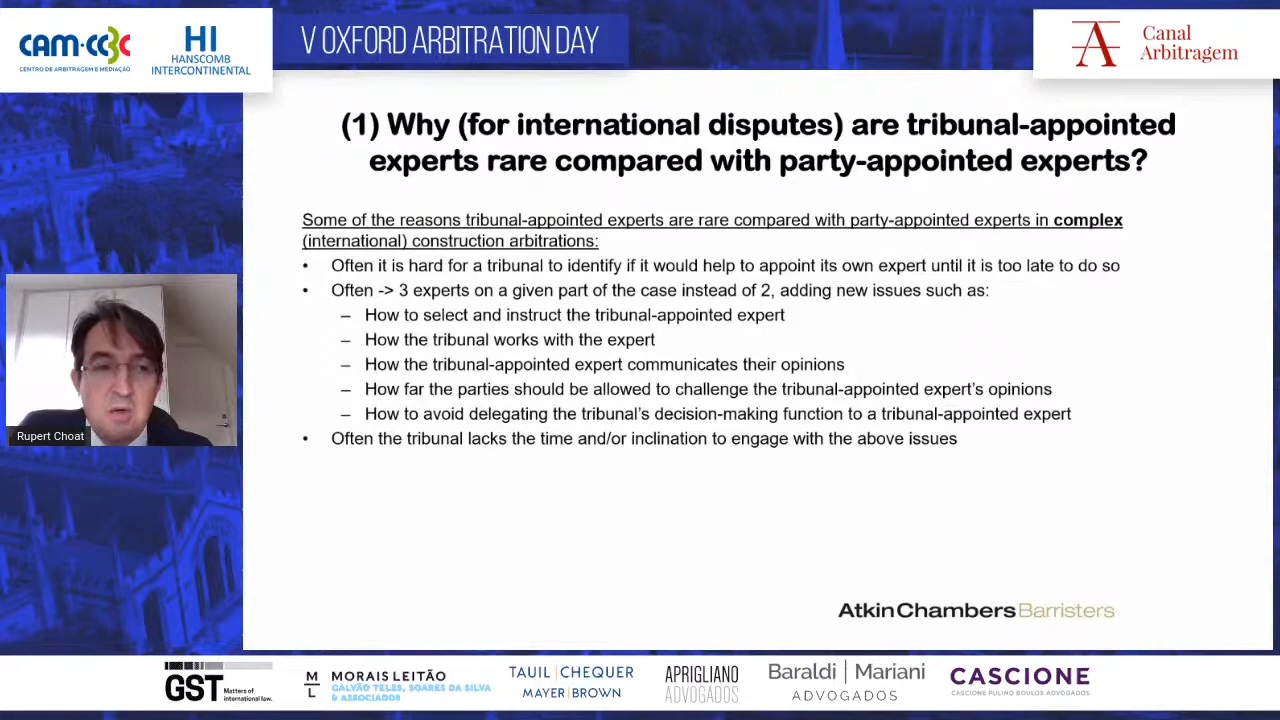 CAM-CCBC
CENTRO DE ARBITRAGEM E MEDIAÇÃO
HI
HANSCOMB
INTERCONTINENTAL
V OXFORD ARBITRATION DAY
A
Canal
Arbitragem
(1) Why (for international disputes) are tribunal-appointed
experts rare compared with party-appointed experts?
Some of the reasons tribunal-appointed experts are rare compared with party-appointed experts in complex
(international) construction arbitrations:
• Often it is hard for a tribunal to identify if it would help to appoint its own expert until it is too late to do so
• Often -> 3 experts on a given part of the case instead of 2, adding new issues such as:
– How to select and instruct the tribunal-appointed expert
– How the tribunal works with the expert
– How the tribunal-appointed expert communicates their opinions
– How far the parties should be allowed to challenge the tribunal-appointed expert's opinions
– How to avoid delegating the tribunal's decision-making function to a tribunal-appointed expert
• Often the tribunal lacks the time and/or inclination to engage with the above issues
Rupert Choat
Atkin Chambers Barristers
GST Matters of
international law.
M
L
MORAIS LEITÃO
GALVÃO TELES, SOARES DA SILVA
& ASSOCIADOS
TAUIL | CHEQUER
MAYER | BROWN
APRIGLIANO
ADVOGADOS
Baraldi | Mariani
ADVOGADOS
CASCIONE
CASCIONE PULINO BOULOS ADVOGADOS